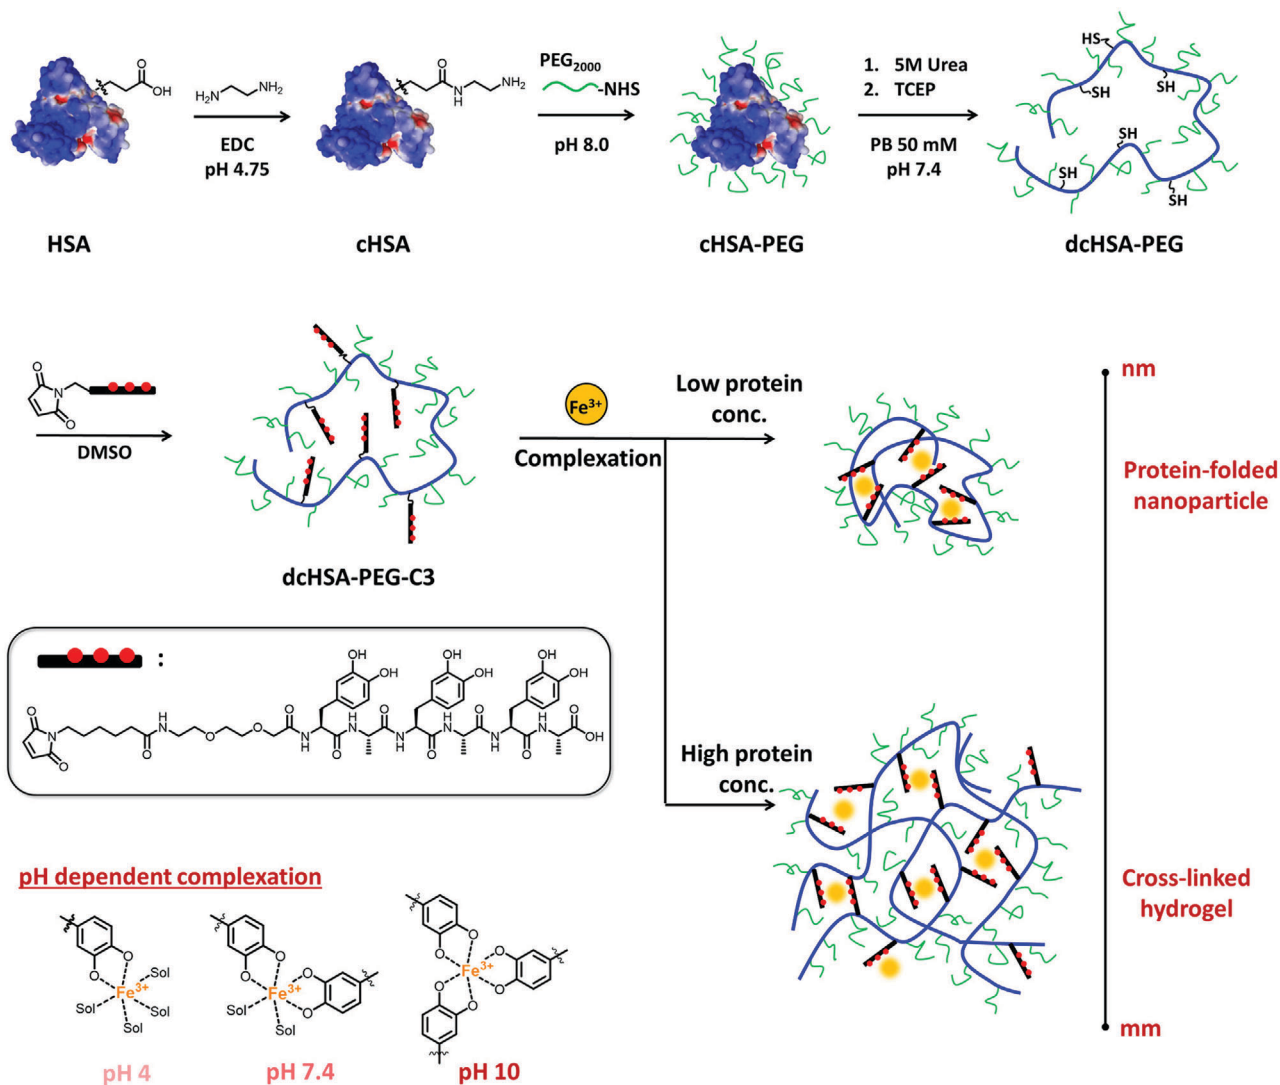 O
OH
H₂N
NH₂
EDC
pH 4.75
O
N
H
NH₂
PEG₂₀₀₀
-NHS
pH 8.0
1. 5M Urea
2. TCEP
PB 50 mM
pH 7.4
HS
SH
SH
SH
SH
SH
HSA
cHSA
cHSA-PEG
dcHSA-PEG
O
N
O
DMSO
Fe³⁺
Complexation
Low protein
conc.
nm
Protein-folded
nanoparticle
dcHSA-PEG-C3
:
O
N
O
O
H
N
O
O
O
N
H
O
H
N
O
N
H
O
H
N
O
N
H
O
H
N
O
OH
OH
OH
OH
OH
OH
OH
High protein
conc.
Cross-linked
hydrogel
mm
pH dependent complexation
O
O
Fe³⁺
Sol
Sol
Sol
Sol
O
O
O
O
Fe³⁺
Sol
Sol
O
O
O
O
O
O
Fe³⁺
pH 4
pH 7.4
pH 10